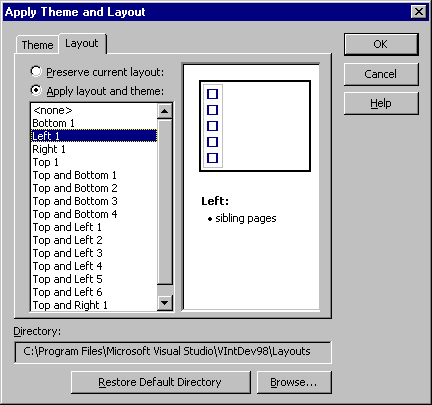 Apply Theme and Layout
Theme
Layout
OK
Cancel
Help
Preserve current layout:
Apply layout and theme:
<none>
Bottom 1
Left 1
Right 1
Top 1
Top and Bottom 1
Top and Bottom 2
Top and Bottom 3
Top and Bottom 4
Top and Left 1
Top and Left 2
Top and Left 3
Top and Left 4
Top and Left 5
Top and Left 6
Top and Right 1
Left:
• sibling pages
Directory:
C:\Program Files\Microsoft Visual Studio\VIntDev98\Layouts
Restore Default Directory
Browse...